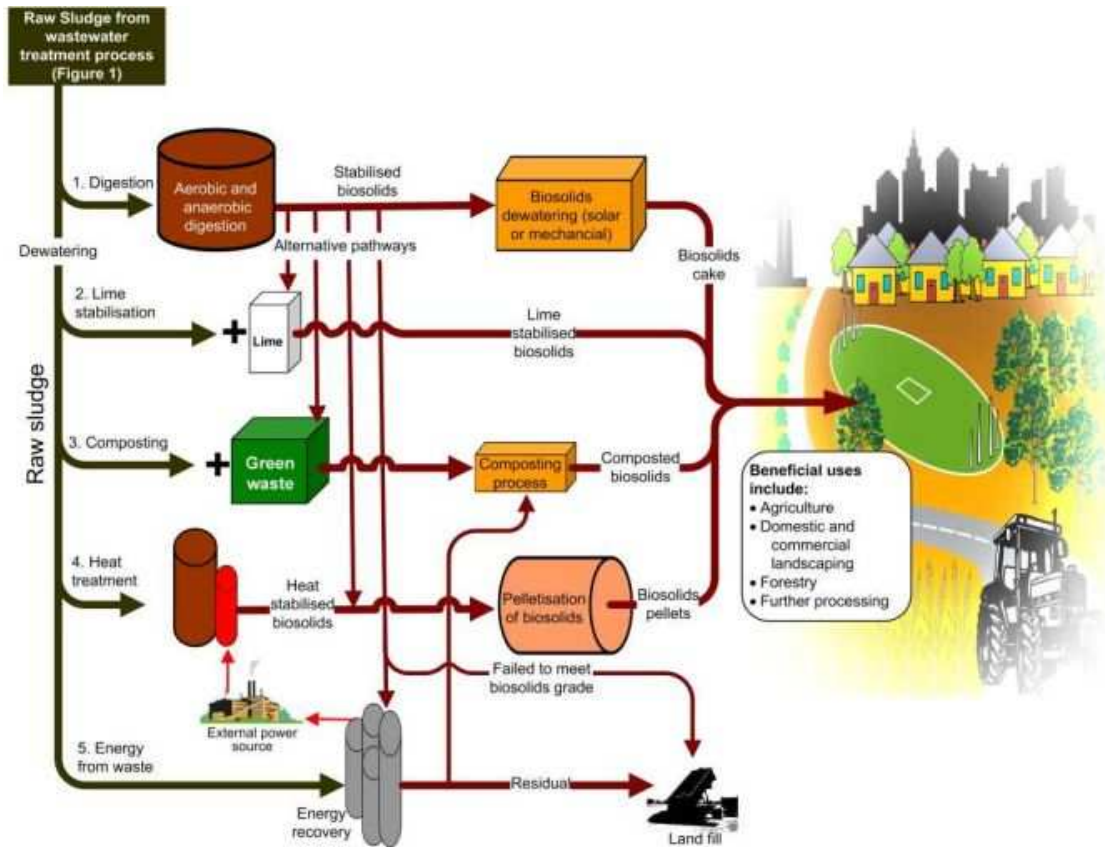 Raw Sludge from
wastewater
treatment process
(Figure 1)
1. Digestion
Aerobic and
anaerobic
digestion
Stabilised
biosolids
Biosolids
dewatering (solar
or mechancial)
Alternative pathways
Dewatering
Biosolids
cake
2. Lime
stabilisation
+
Lime
Lime
stabilised
biosolids
Raw sludge
3. Composting
+
Green
waste
Composting
process
Composted
biosolids
Beneficial uses
include:
• Agriculture
• Domestic and
commercial
landscaping
• Forestry
• Further processing
4. Heat
treatment
Heat
stabilised
biosolids
Pelletisation
of biosolids
Biosolids
pellets
Failed to meet
biosolids grade
External power
source
5. Energy
from waste
Energy
recovery
Residual
Land fill